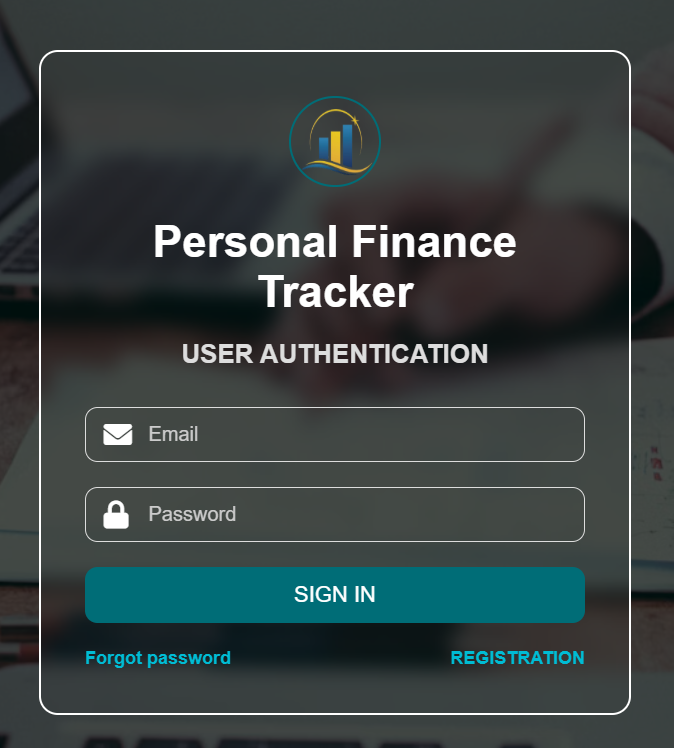 Personal Finance
Tracker
USER AUTHENTICATION
Email
Password
SIGN IN
Forgot password
REGISTRATION